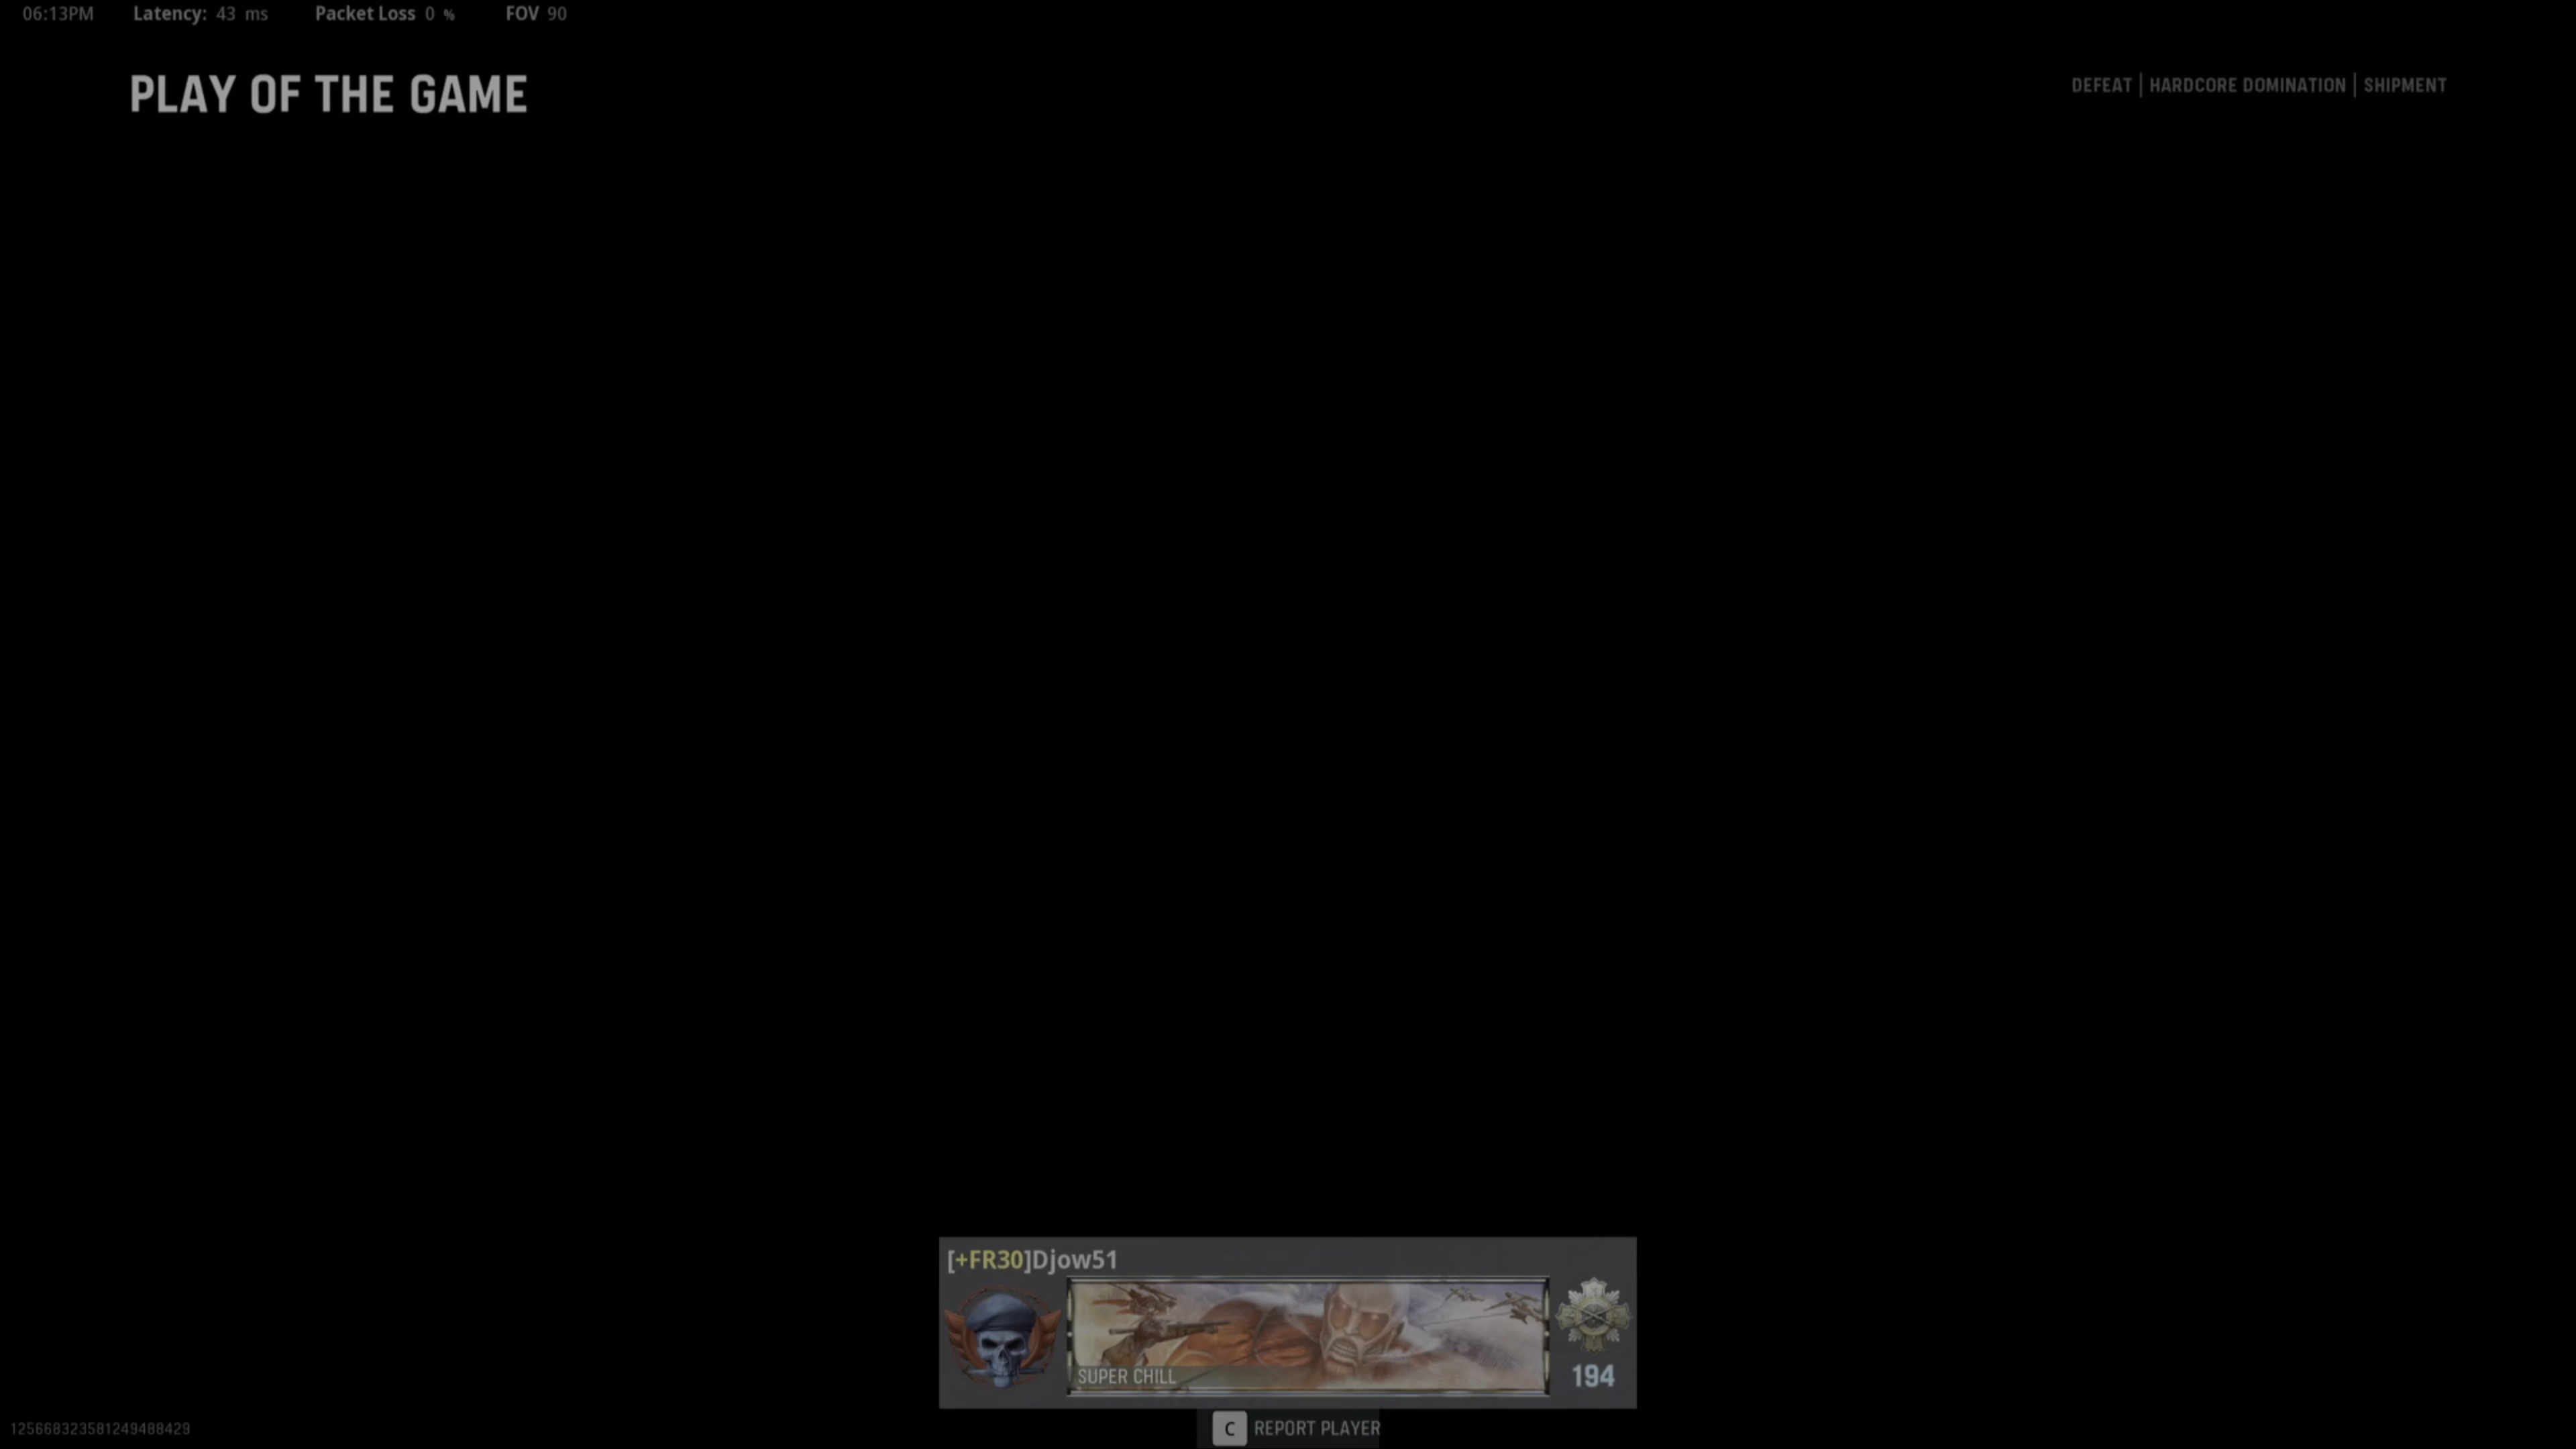 06:13PM Latency: 43 ms Packet Loss 0 % FOV 90
PLAY OF THE GAME
DEFEAT | HARDCORE DOMINATION | SHIPMENT
[+FR30]Djow51
SUPER CHILL
194
C REPORT PLAYER
125668323581249488429